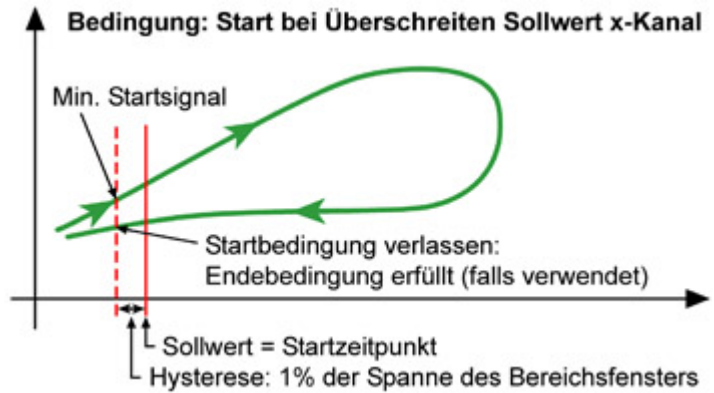 Bedingung: Start bei Überschreiten Sollwert x-Kanal
Min. Startsignal
Startbedingung verlassen:
Endebedingung erfüllt (falls verwendet)
Sollwert = Startzeitpunkt
Hysterese: 1% der Spanne des Bereichsfensters